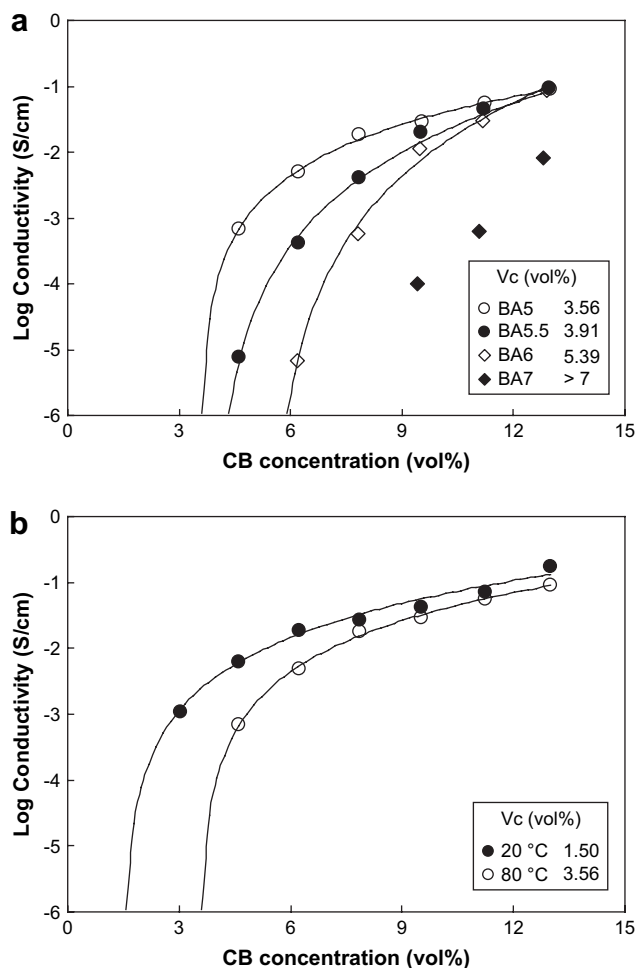 a
0
-1
-2
-3
-4
-5
-6
Log Conductivity (S/cm)
Vc (vol%)
BA5 3.56
BA5.5 3.91
BA6 5.39
BA7 > 7
0 3 6 9 12 15
CB concentration (vol%)
b
0
-1
-2
-3
-4
-5
-6
Log Conductivity (S/cm)
Vc (vol%)
20 °C 1.50
80 °C 3.56
0 3 6 9 12 15
CB concentration (vol%)